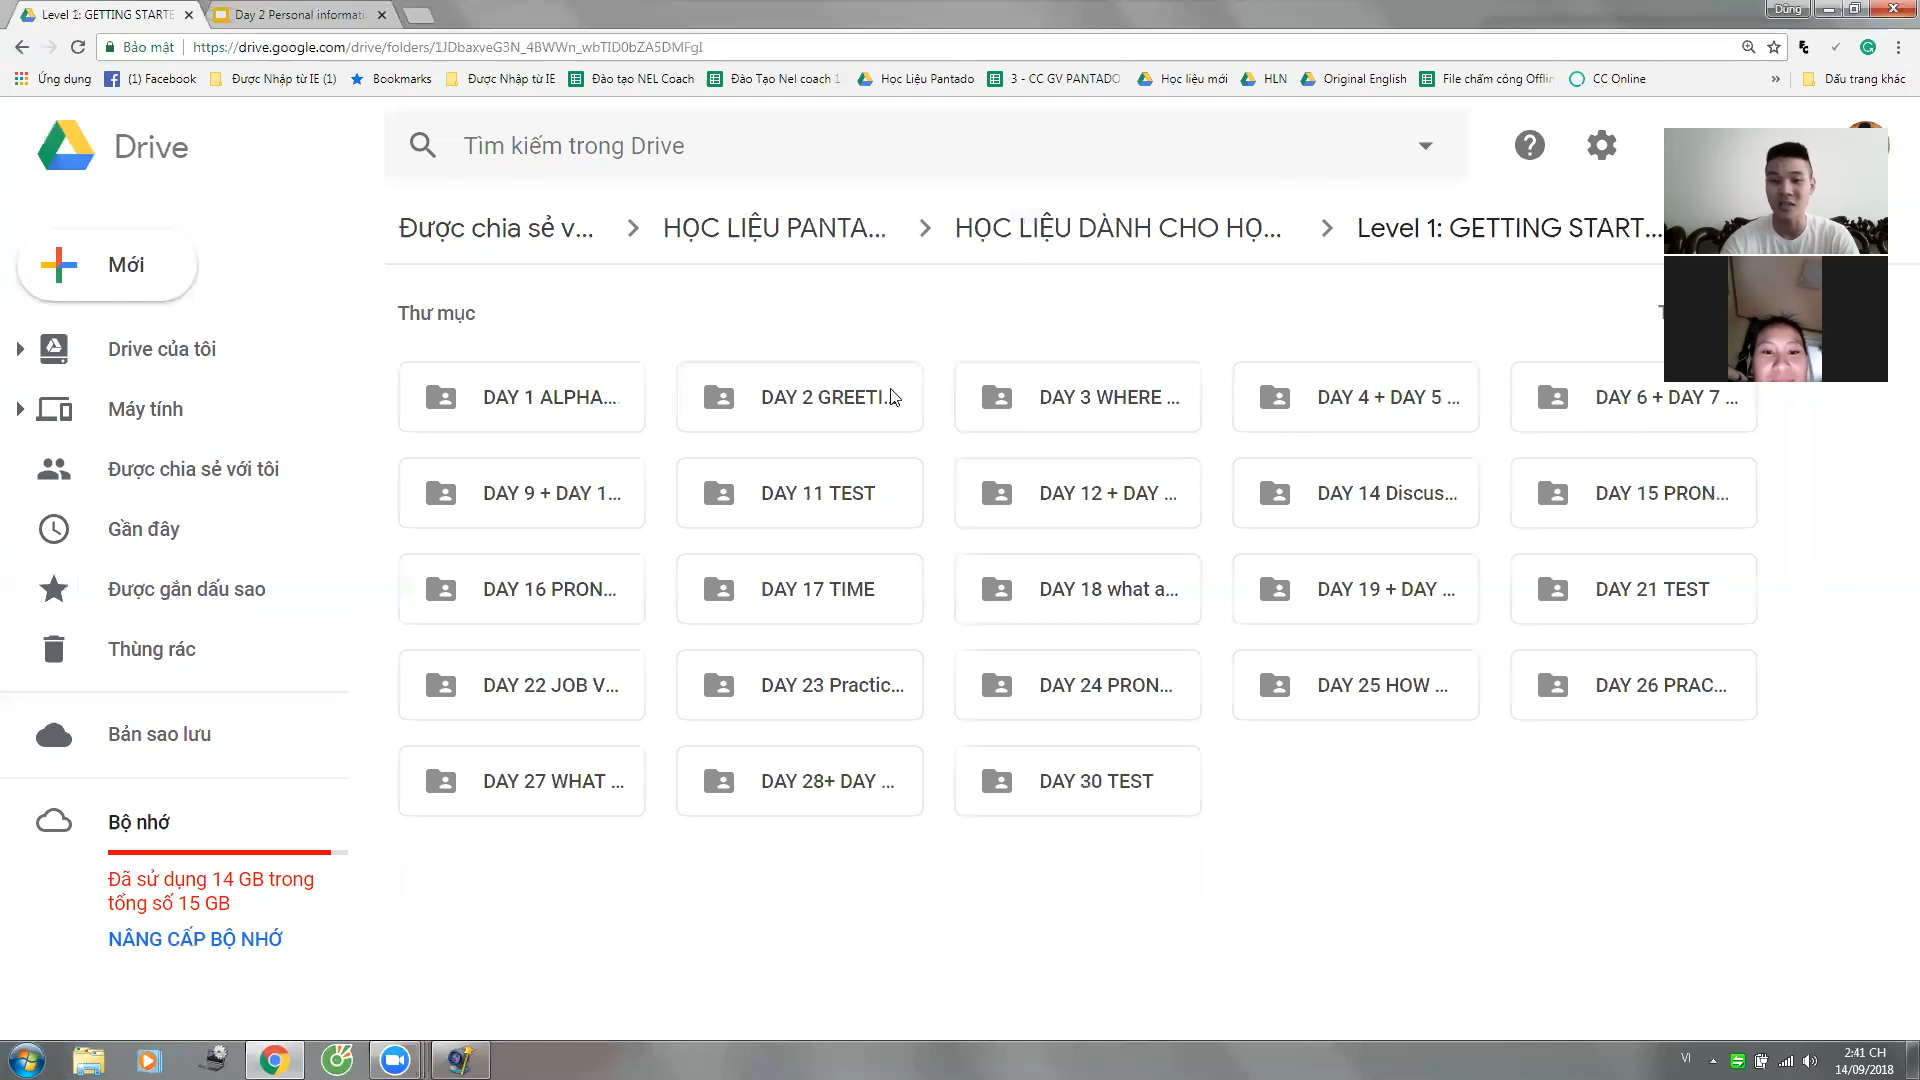 Level 1: GETTING STARTE
Day 2 Personal informati
Dũng
Bảo mật
https://drive.google.com/drive/folders/1JDbaxveG3N_4BWWn_wbTlD0bZA5DMFgI
Ứng dụng
(1) Facebook
Được Nhập từ IE (1)
Bookmarks
Được Nhập từ IE
Đào tạo NEL Coach
Đào Tạo Nel coach 1
Học Liệu Pantado
3 - CC GV PANTADO
Học liệu mới
HLN
Original English
File chấm công Offlin
CC Online
»
Dấu trang khác
Drive
Tìm kiếm trong Drive
Được chia sẻ v...
HỌC LIỆU PANTA...
HỌC LIỆU DÀNH CHO HỌ...
Level 1: GETTING START...
Mới
Thư mục
Drive của tôi
Máy tính
Được chia sẻ với tôi
Gần đây
Được gắn dấu sao
Thùng rác
Bản sao lưu
Bộ nhớ
Đã sử dụng 14 GB trong
tổng số 15 GB
NÂNG CẤP BỘ NHỚ
DAY 1 ALPHA...
DAY 2 GREETI...
DAY 3 WHERE ...
DAY 4 + DAY 5 ...
DAY 6 + DAY 7 ...
DAY 9 + DAY 1...
DAY 11 TEST
DAY 12 + DAY ...
DAY 14 Discus...
DAY 15 PRON...
DAY 16 PRON...
DAY 17 TIME
DAY 18 what a...
DAY 19 + DAY ...
DAY 21 TEST
DAY 22 JOB V...
DAY 23 Practic...
DAY 24 PRON...
DAY 25 HOW ...
DAY 26 PRAC...
DAY 27 WHAT ...
DAY 28+ DAY ...
DAY 30 TEST
VI
2:41 CH
14/09/2018